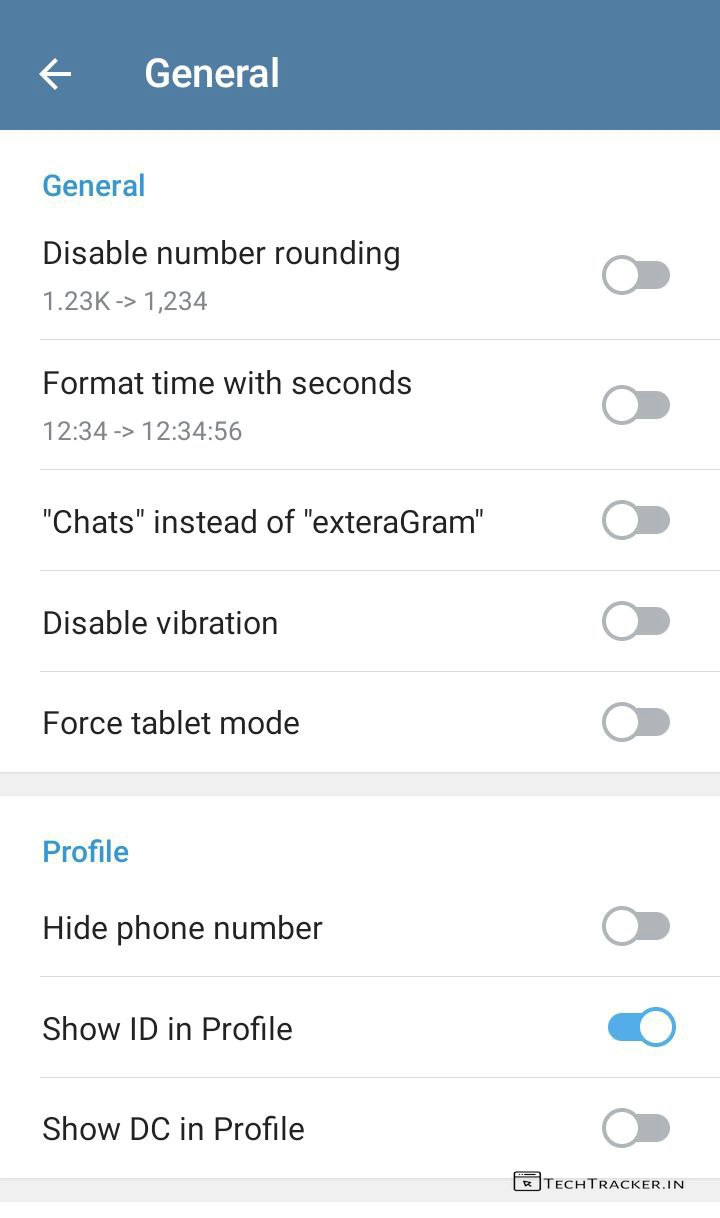 General
General
Disable number rounding
1.23K -> 1,234
Format time with seconds
12:34 -> 12:34:56
"Chats" instead of "exteraGram"
Disable vibration
Force tablet mode
Profile
Hide phone number
Show ID in Profile
Show DC in Profile
TECHTRACKER.IN